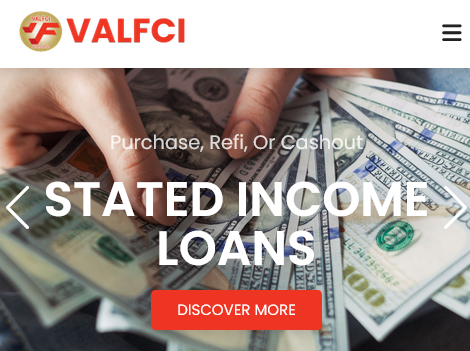 VALFCI
VALFCI
Purchase, Refi, Or Cashout
STATED INCOME
LOANS
DISCOVER MORE